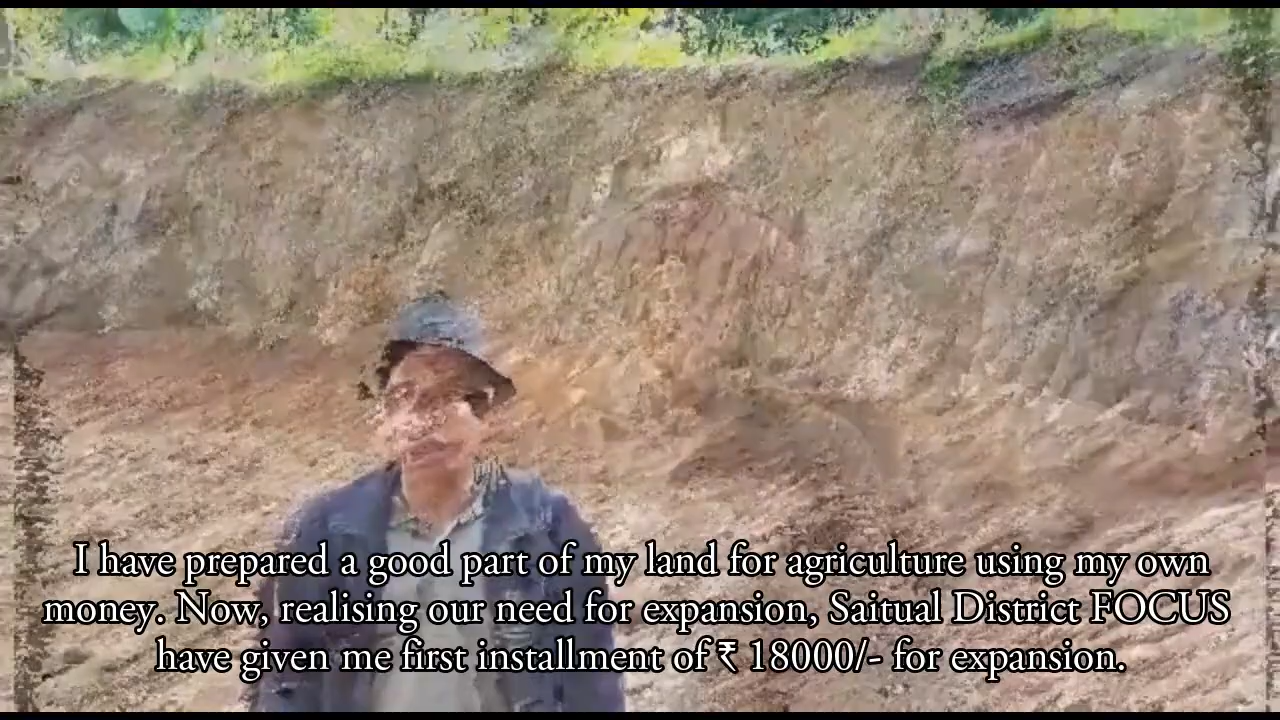 I have prepared a good part of my land for agriculture using my own
money. Now, realising our need for expansion, Saitual District FOCUS
have given me first installment of ₹ 18000/- for expansion.